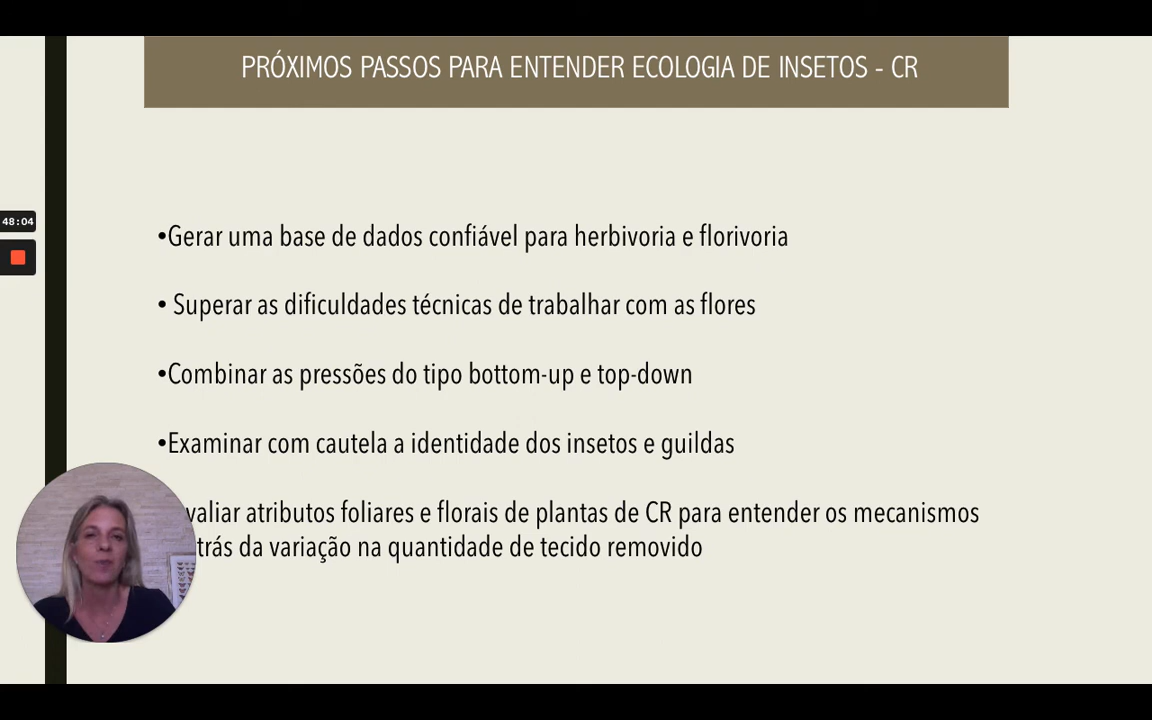 PRÓXIMOS PASSOS PARA ENTENDER ECOLOGIA DE INSETOS - CR
48:04
•Gerar uma base de dados confiável para herbivoria e florivoria
• Superar as dificuldades técnicas de trabalhar com as flores
•Combinar as pressões do tipo bottom-up e top-down
•Examinar com cautela a identidade dos insetos e guildas
valiar atributos foliares e florais de plantas de CR para entender os mecanismos
trás da variação na quantidade de tecido removido